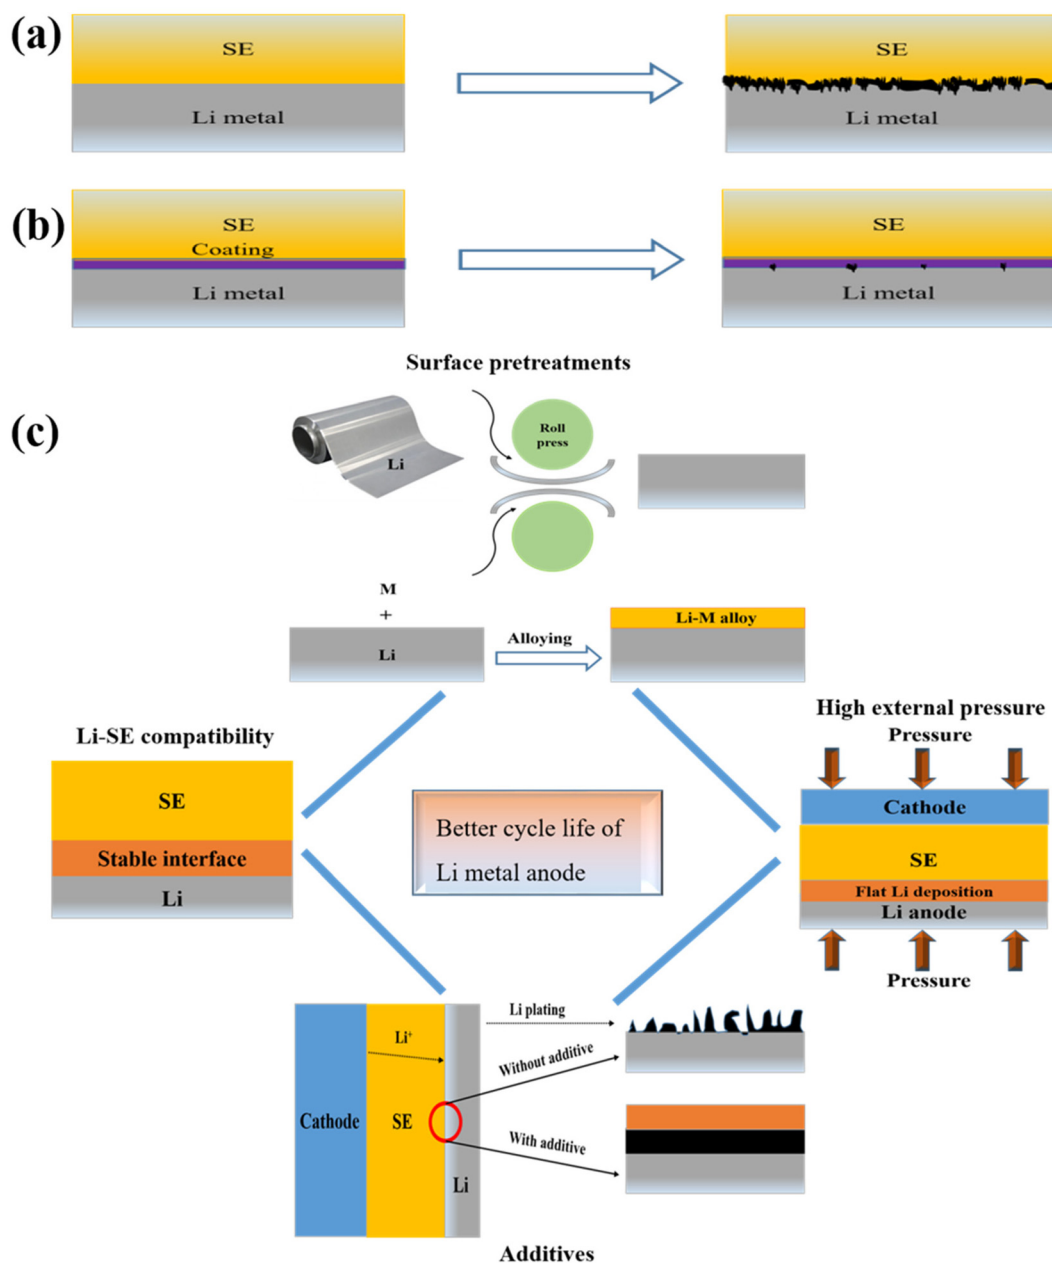 (a)
SE
Li metal
SE
Li metal
(b)
SE
Coating
Li metal
SE
Li metal
(c)
Surface pretreatments
Li
Roll
press
M
+
Li
Alloying
Li-M alloy
Li-SE compatibility
SE
Stable interface
Li
Better cycle life of
Li metal anode
High external pressure
Pressure
Cathode
SE
Flat Li deposition
Li anode
Pressure
Cathode
SE
Li⁺
Li
Li plating
Without additive
With additive
Additives